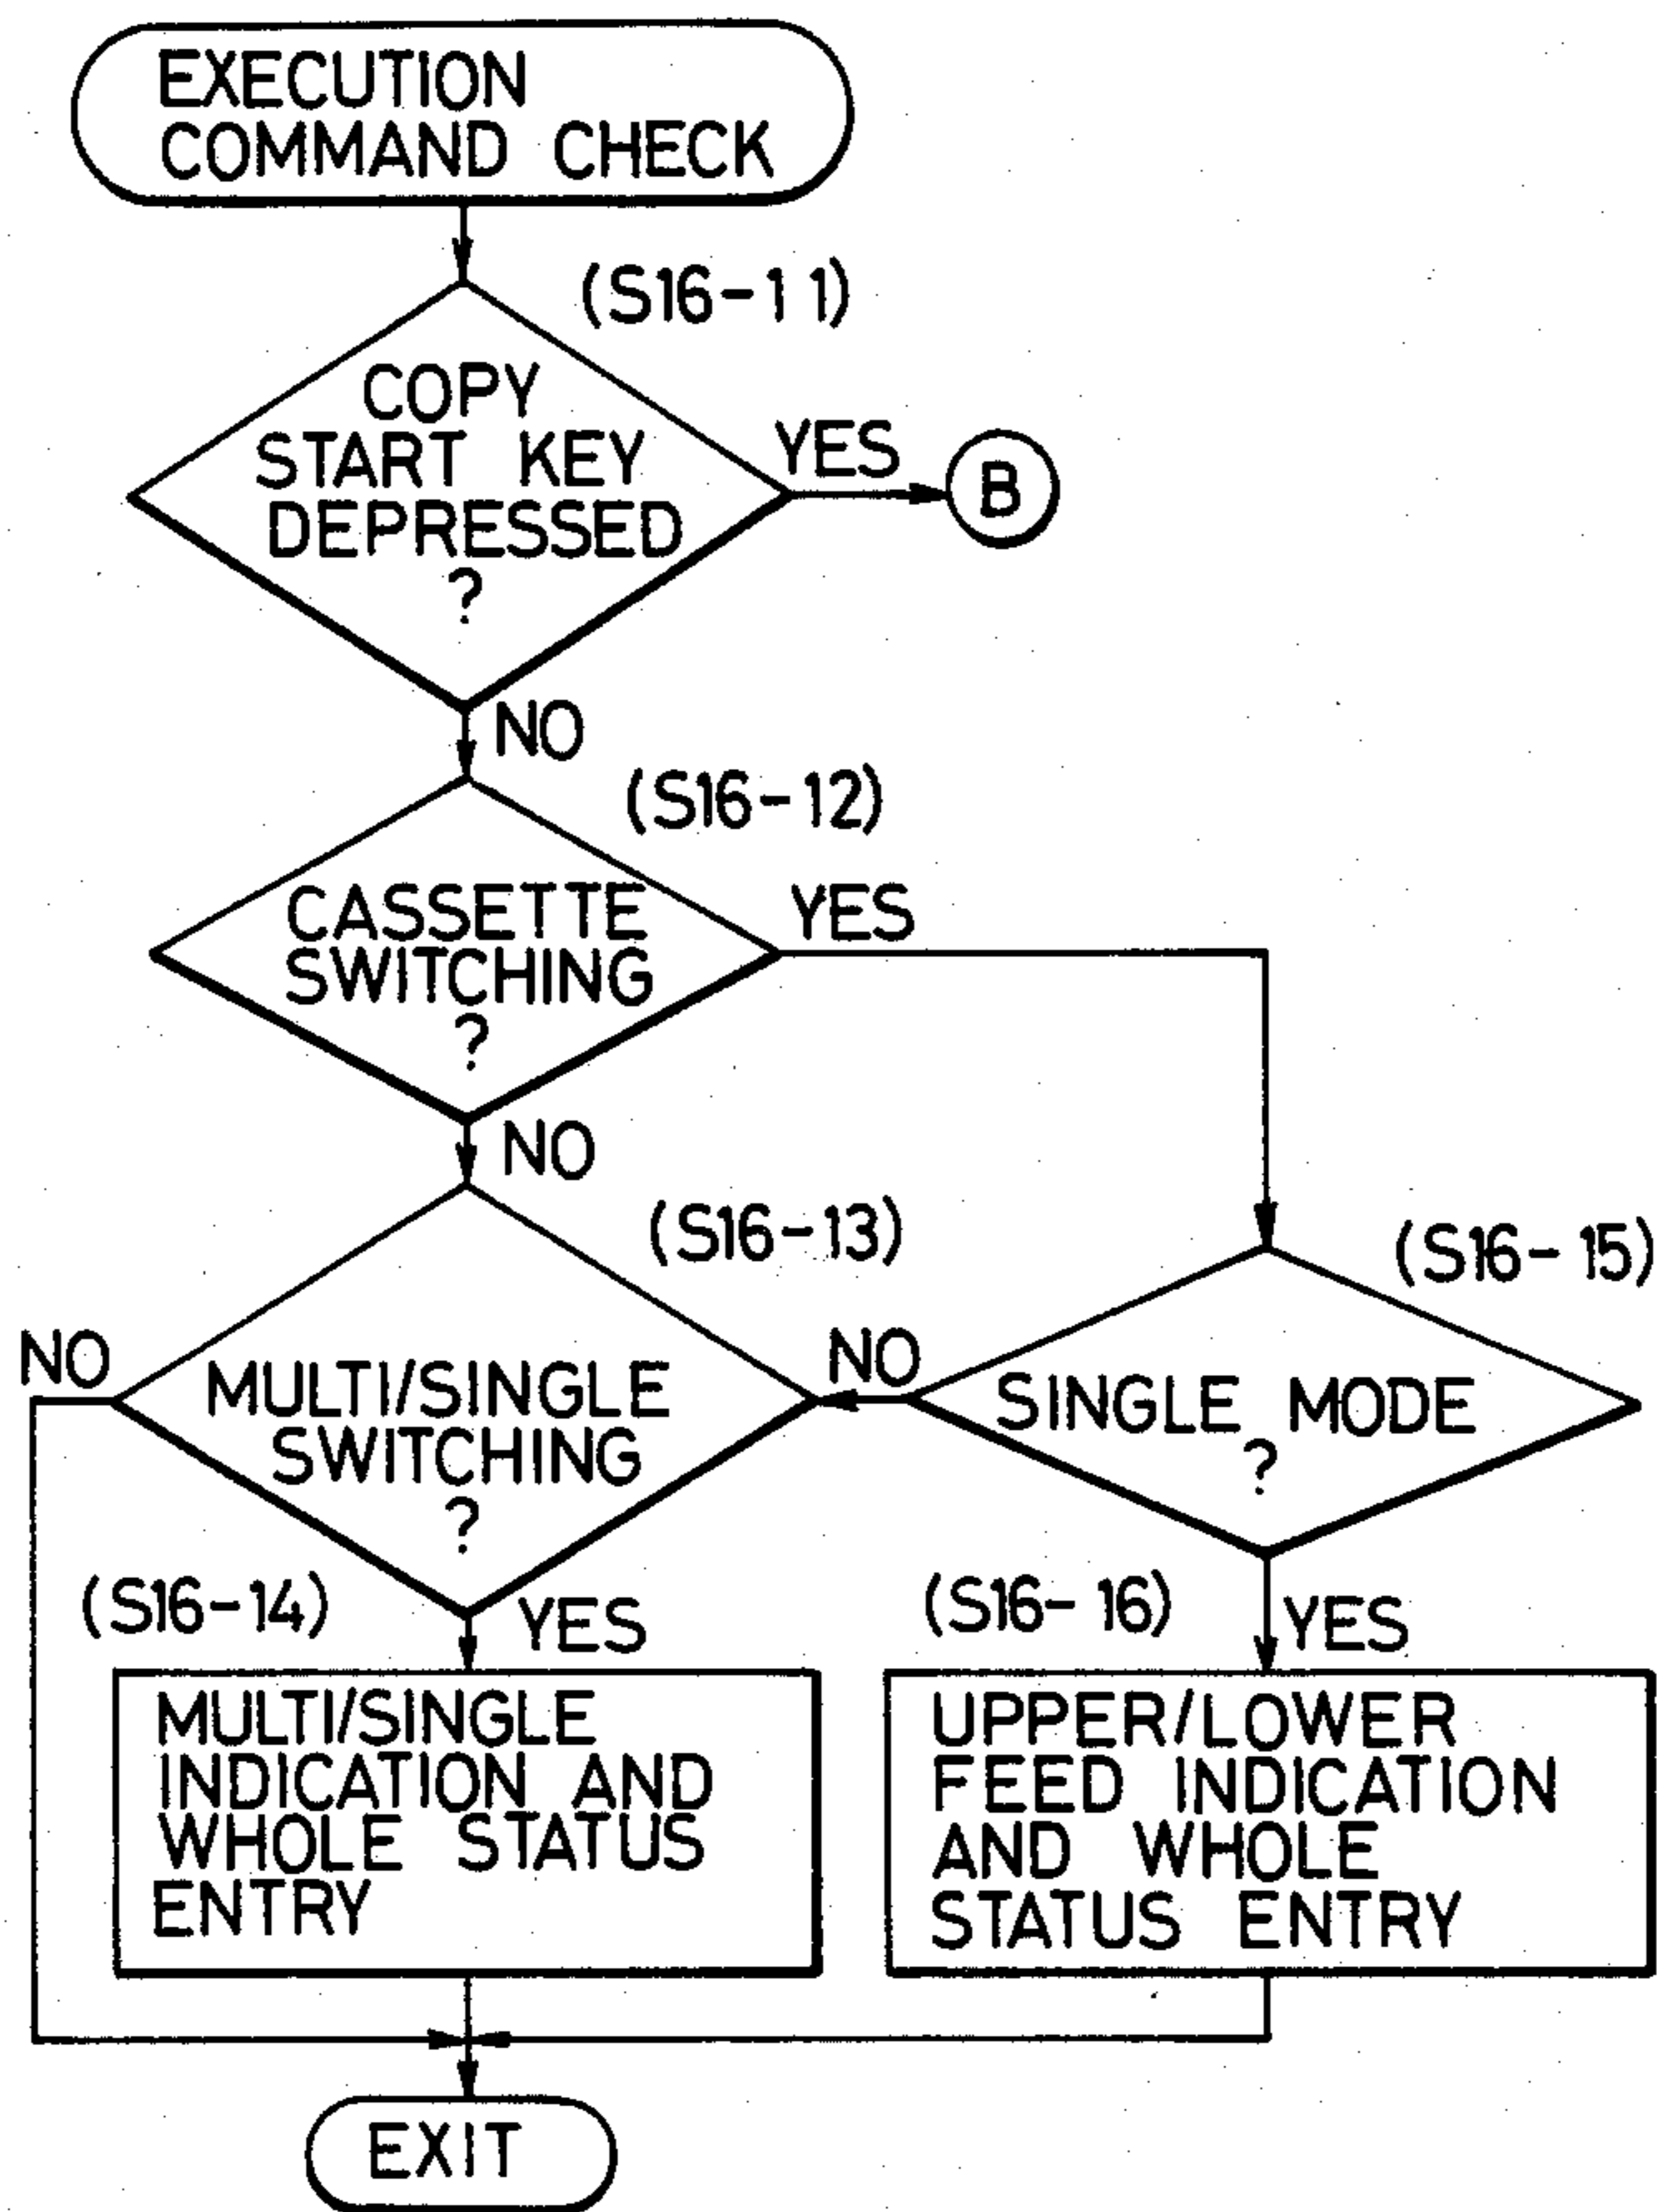 EXECUTION
COMMAND CHECK
(S16-11)
COPY
START KEY
DEPRESSED
?
YES
B
NO
(S16-12)
CASSETTE
SWITCHING
?
YES
NO
(S16-13)
(S16-15)
NO
MULTI/SINGLE
SWITCHING
?
NO
SINGLE MODE
?
(S16-14)
YES
(S16-16)
YES
MULTI/SINGLE
INDICATION AND
WHOLE STATUS
ENTRY
UPPER/LOWER
FEED INDICATION
AND WHOLE
STATUS ENTRY
EXIT